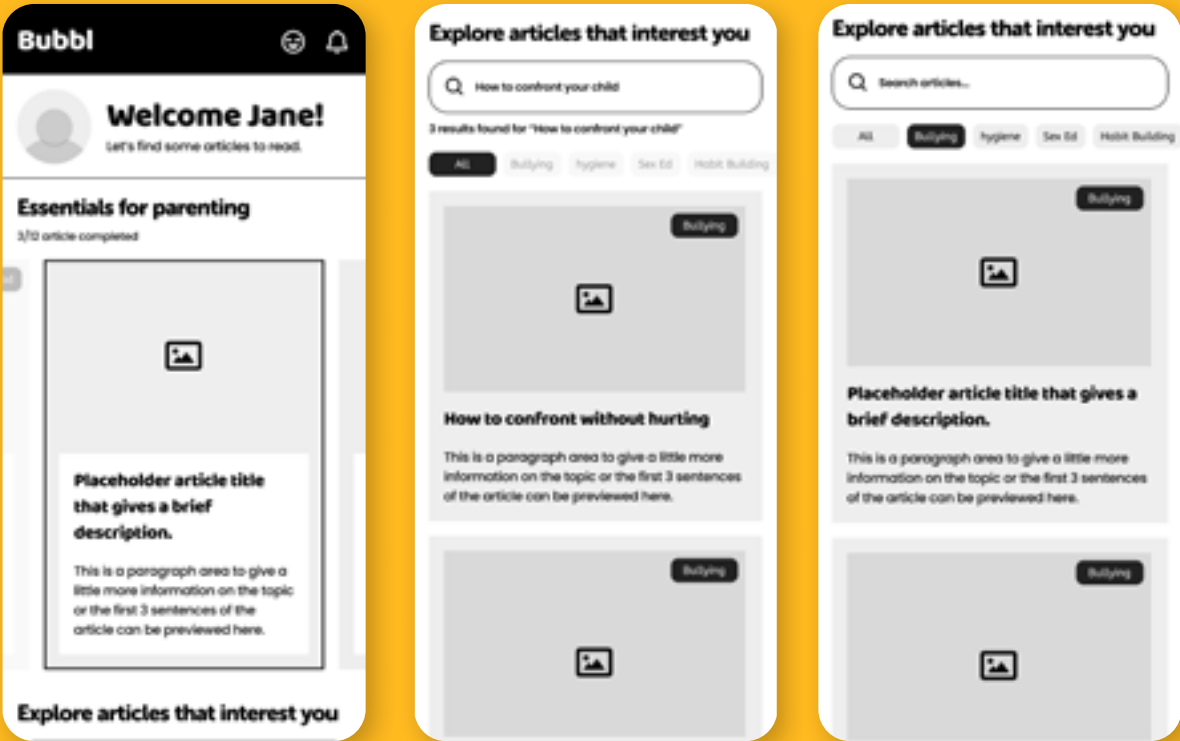 Bubbl
Welcome Jane!
Let's find some articles to read.
Essentials for parenting
3/12 article completed
Placeholder article title
that gives a brief
description.
This is a paragraph area to give a
little more information on the topic
or the first 3 sentences of the
article can be previewed here.
Explore articles that interest you
Explore articles that interest you
How to confront your child
3 results found for "How to confront your child"
All Bullying hygiene Sex Ed Habit Building
Bullying
How to confront without hurting
This is a paragraph area to give a little more
information on the topic or the first 3 sentences
of the article can be previewed here.
Bullying
Explore articles that interest you
Search articles...
All Bullying hygiene Sex Ed Habit Building
Bullying
Placeholder article title that gives a
brief description.
This is a paragraph area to give a little more
information on the topic or the first 3 sentences
of the article can be previewed here.
Bullying